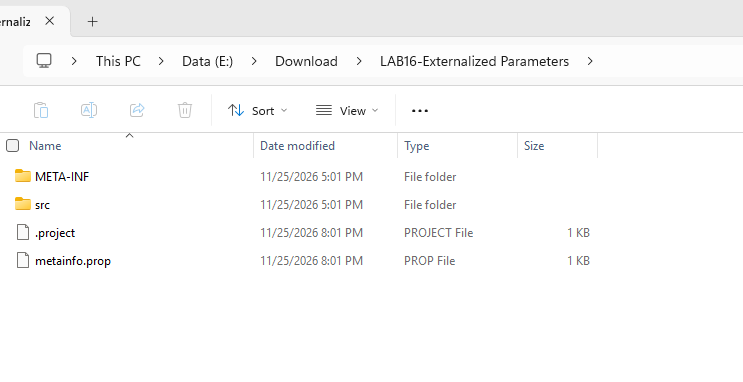 ernaliz
This PC > Data (E:) > Download > LAB16-Externalized Parameters >
Sort View •••
Name Date modified Type Size
META-INF 11/25/2026 5:01 PM File folder
src 11/25/2026 5:01 PM File folder
.project 11/25/2026 8:01 PM PROJECT File 1 KB
metainfo.prop 11/25/2026 8:01 PM PROP File 1 KB